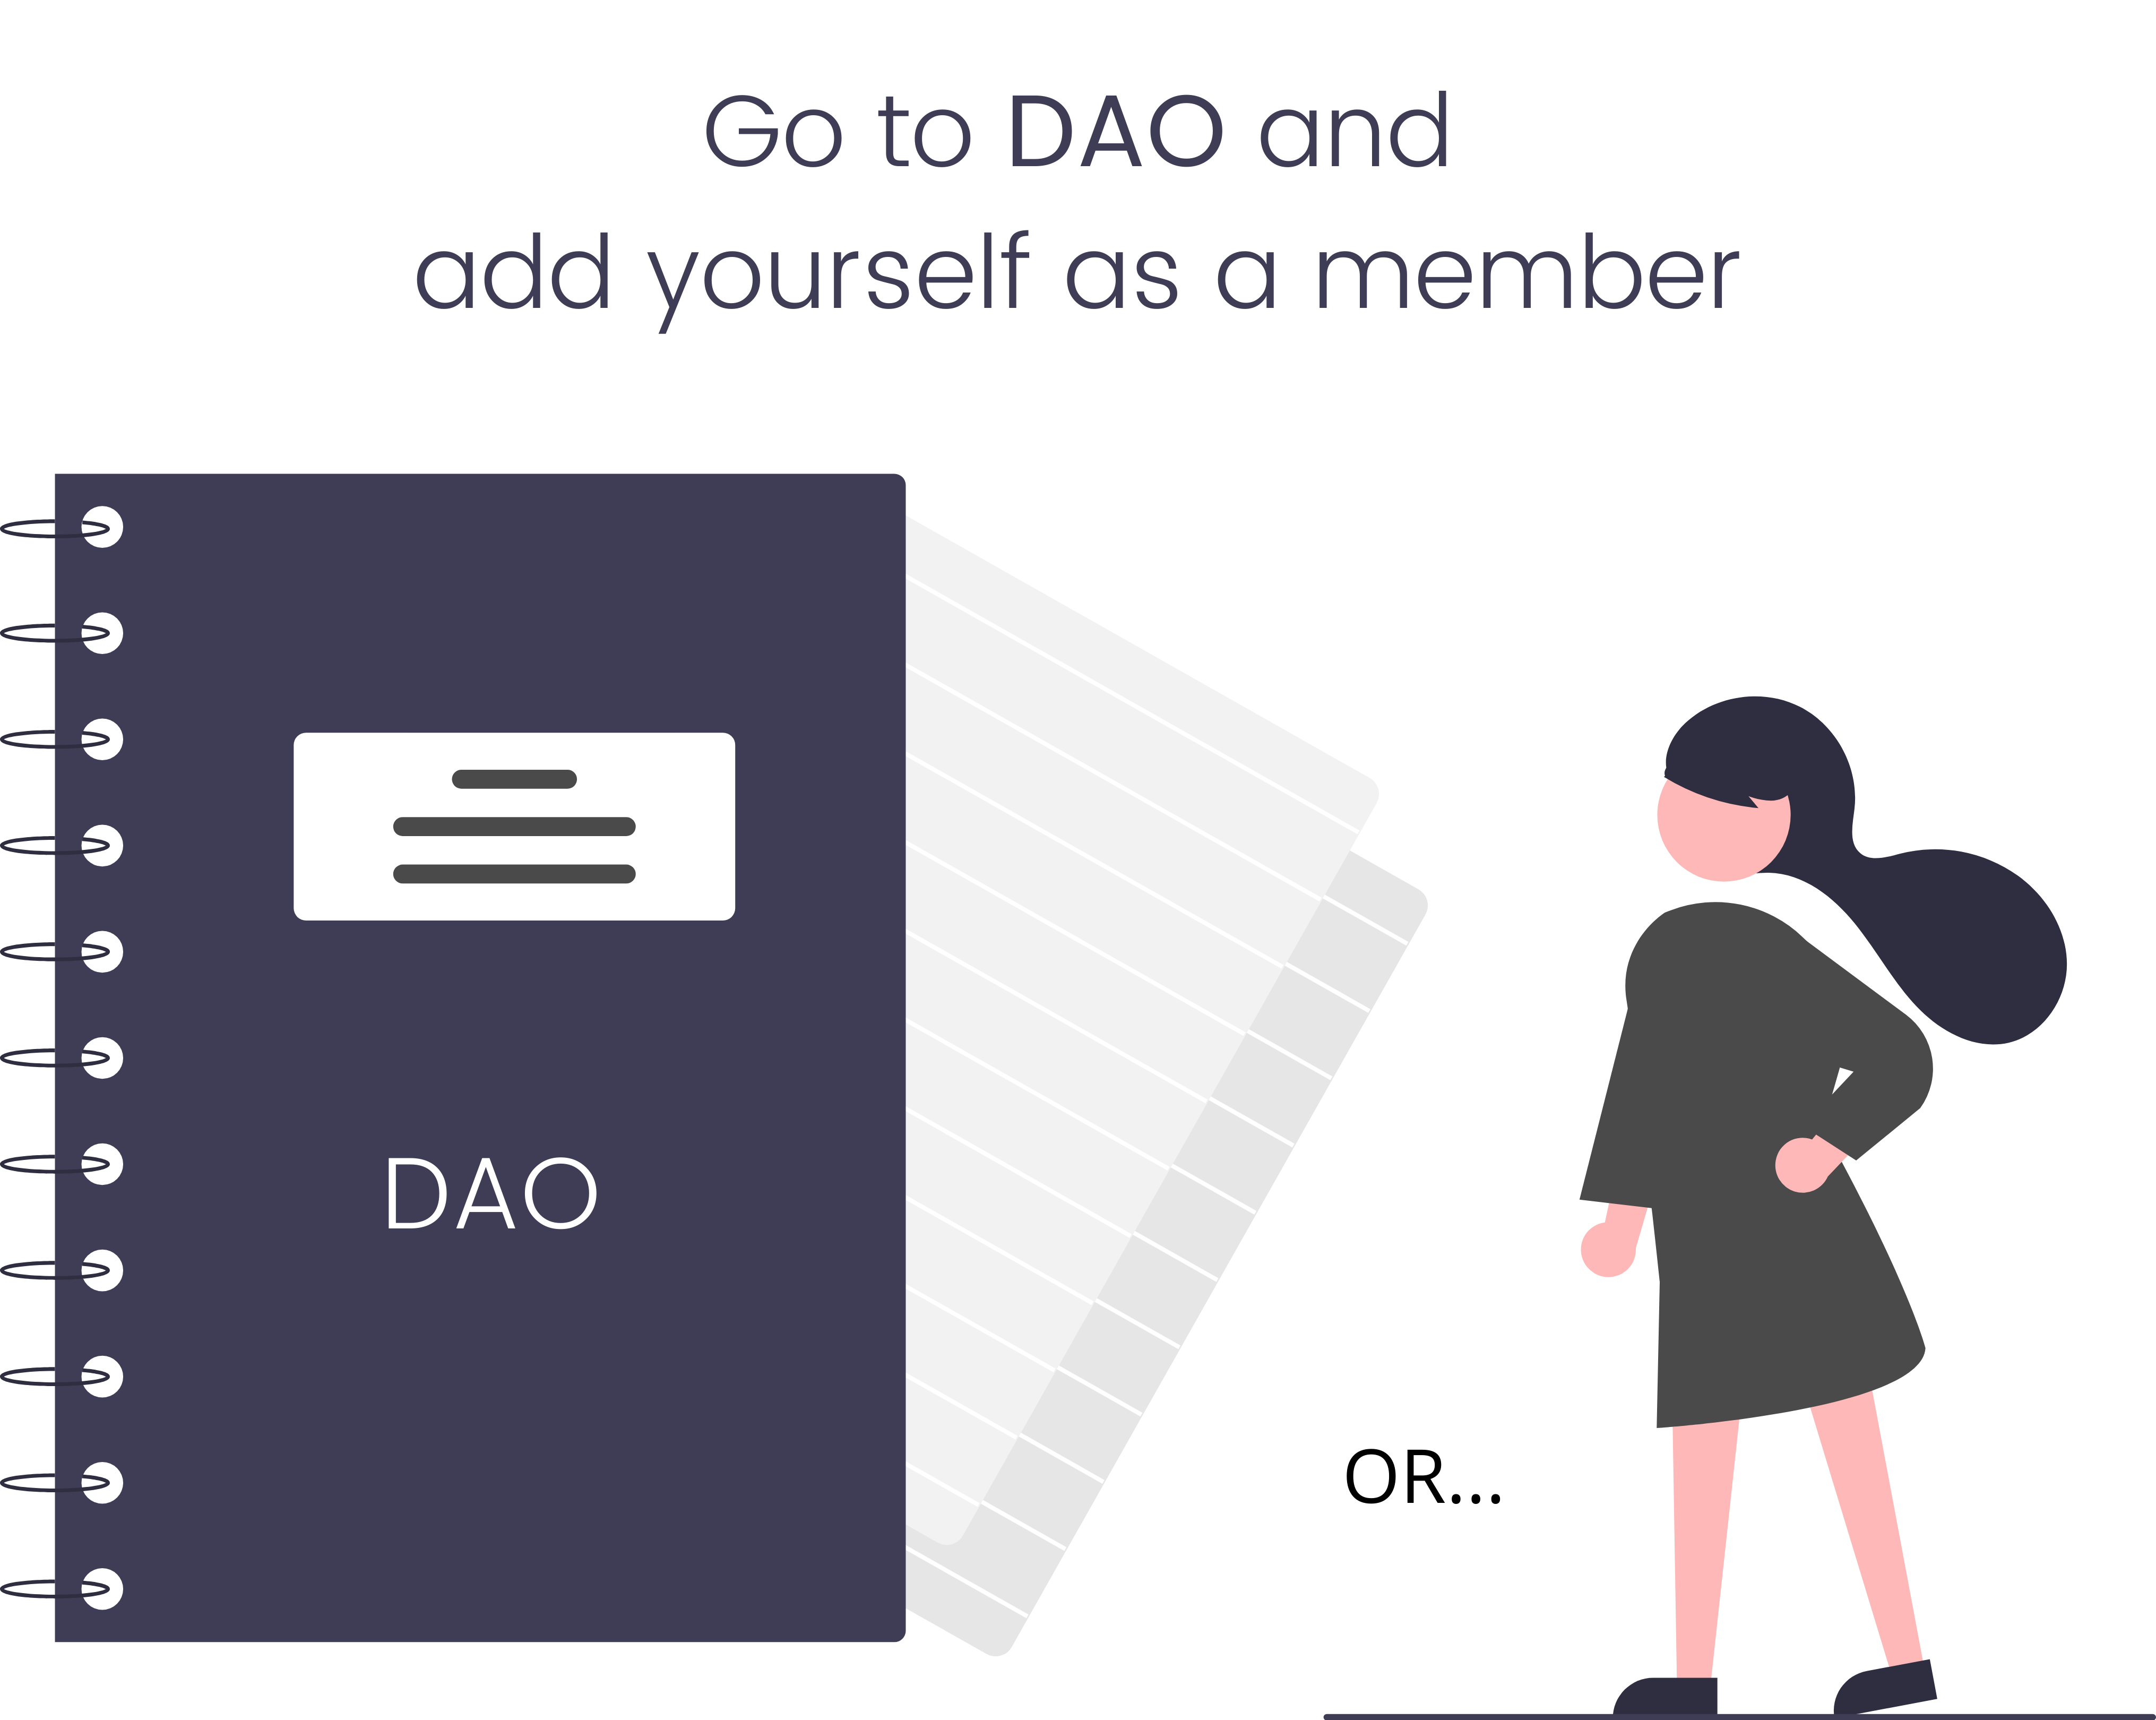 Go to DAO and
add yourself as a member
DAO
OR...